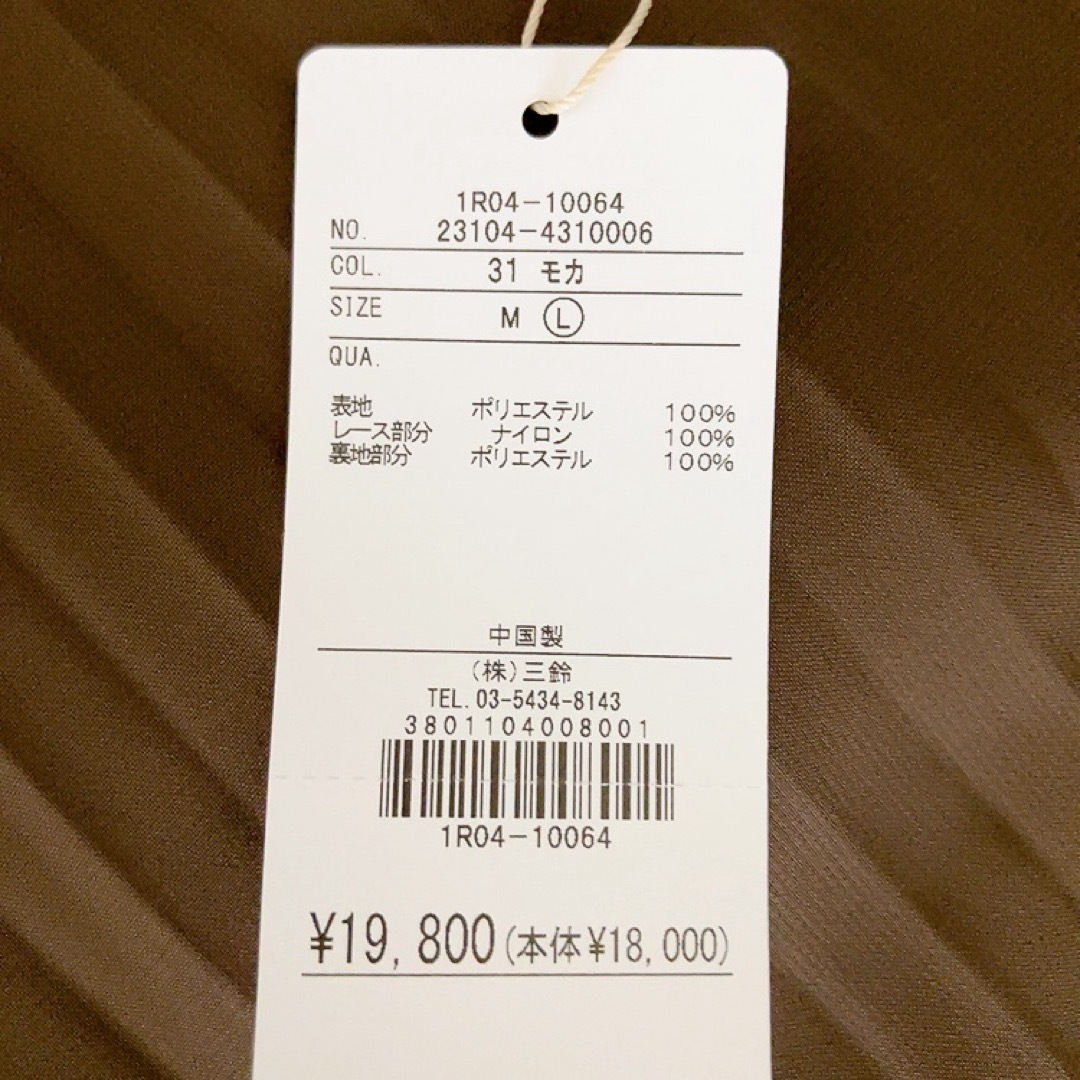 1R04-10064
NO. 23104-4310006
COL. 31 モカ
SIZE M Ⓛ
QUA.
表地 ポリエステル 100%
レース部分 ナイロン 100%
裏地部分 ポリエステル 100%
中国製
(株)三鈴
TEL. 03-5434-8143
3801104008001
1R04-10064
¥19,800(本体¥18,000)